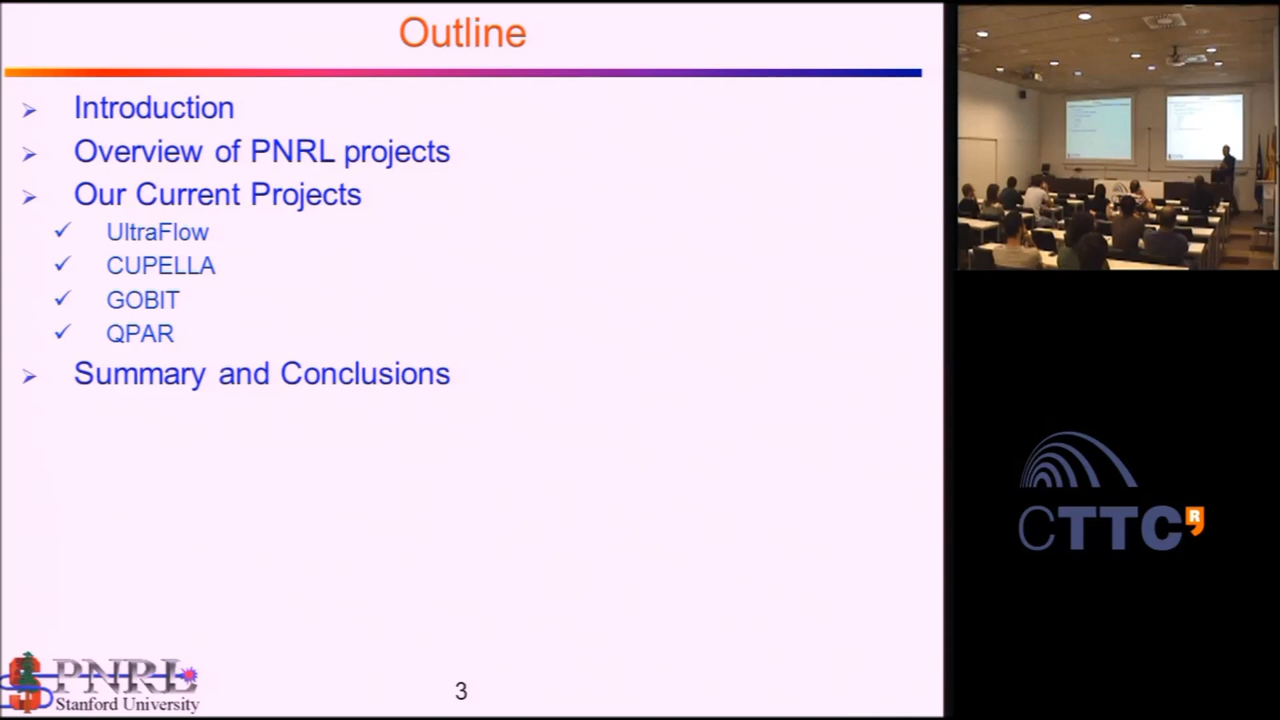 Outline
Introduction
Overview of PNRL projects
Our Current Projects
UltraFlow
CUPELLA
GOBIT
QPAR
Summary and Conclusions
PNRL
Stanford University
3
CTTC
R